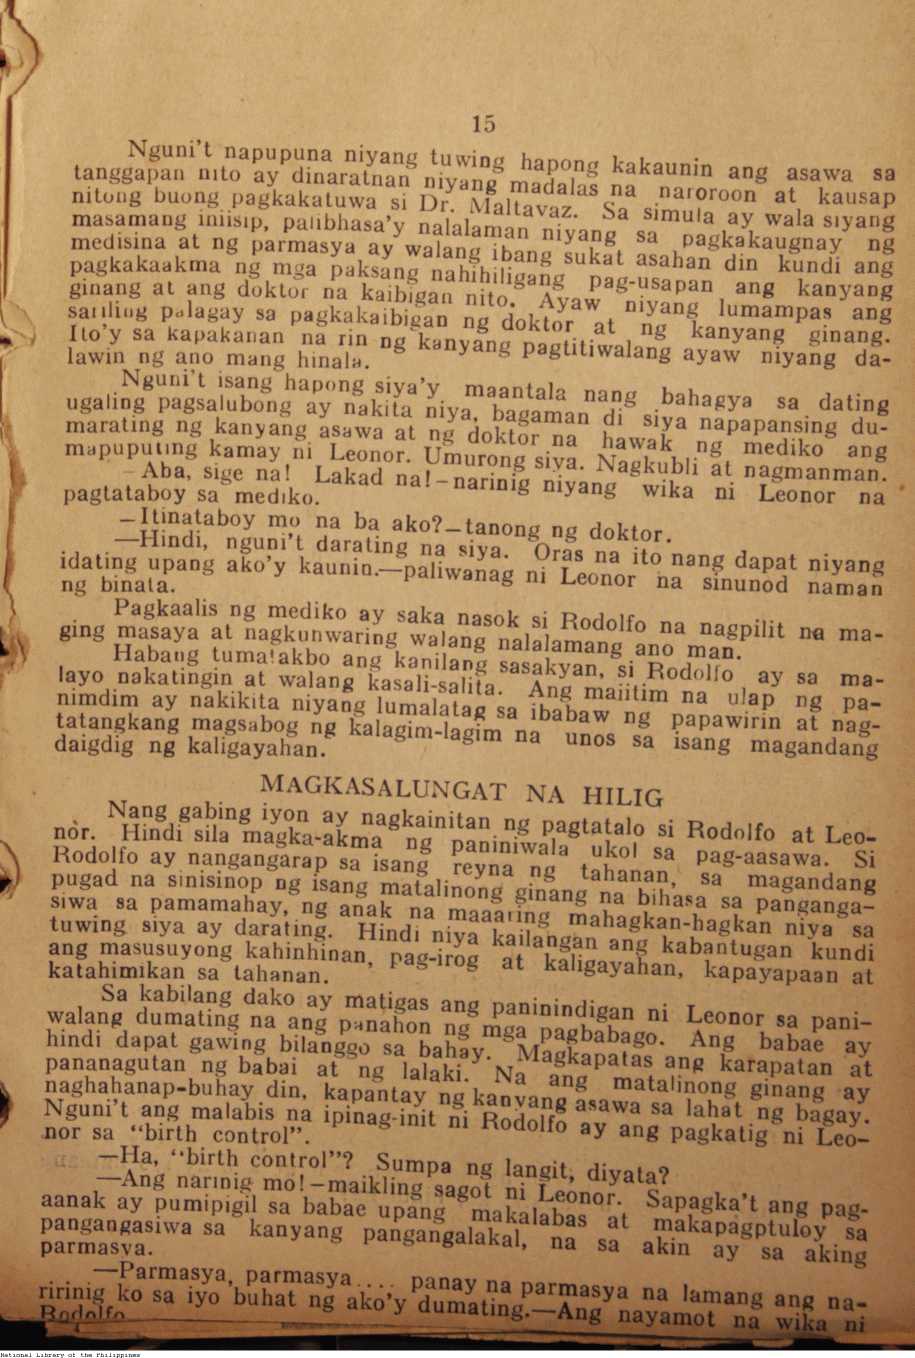 15
Nguni't napupuna niyang tuwing hapong kakaunin ang asawa sa
tanggapan nito ay dinaratnan niyang madalas na naroroon at kausap
nitong buong pagkakatuwa si Dr. Maltavaz. Sa simula ay wala siyang
masamang iniisip, palibhasa'y nalalaman niyang sa pagkakaugnay ng
medisina at ng parmasya ay walang ibang sukat asahan din kundi ang
pagkakaakma ng mga paksang nahihiligang pag-usapan ang kanyang
ginang at ang doktor na kaibigan nito. Ayaw niyang lumampas ang
sariling palagay sa pagkakaibigan ng doktor at ng kanyang ginang.
Ito'y sa kapakanan na rin ng kanyang pagtitiwalang ayaw niyang da-
lawin ng ano mang hinala.
Nguni't isang hapong siya'y maantala nang bahagya sa dating
ugaling pagsalubong ay nakita niya, bagaman di siya napapansing du-
marating ng kanyang asawa at ng doktor na hawak ng mediko ang
mapuputing kamay ni Leonor. Umurong siya. Nagkubli at nagmanman.
—Aba, sige na! Lakad na!—narinig niyang wika ni Leonor na
pagtataboy sa mediko.
—Itinataboy mo na ba ako?—tanong ng doktor.
—Hindi, nguni't darating na siya. Oras na ito nang dapat niyang
idating upang ako'y kaunin.—paliwanag ni Leonor na sinunod naman
ng binata.
Pagkaalis ng mediko ay saka nasok si Rodolfo na nagpilit na ma-
ging masaya at nagkunwaring walang nalalamang ano man.
Habang tumatakbo ang kanilang sasakyan, si Rodolfo ay sa ma-
layo nakatingin at walang kasali-salita. Ang maiitim na ulap ng pa-
nimdim ay nakikita niyang lumalatag sa ibabaw ng papawirin at nag-
tatangkang magsabog ng kalagim-lagim na unos sa isang magandang
daigdig ng kaligayahan.
MAGKASALUNGAT NA HILIG
Nang gabing iyon ay nagkainitan ng pagtatalo si Rodolfo at Leo-
nor. Hindi sila magka-akma ng paniniwala ukol sa pag-aasawa. Si
Rodolfo ay nangangarap sa isang reyna ng tahanan, sa magandang
pugad na sinisinop ng isang matalinong ginang na bihasa sa panganga-
siwa sa pamamahay, ng anak na maaaring mahagkan-hagkan niya sa
tuwing siya ay darating. Hindi niya kailangan ang kabantugan kundi
ang masusuyong kahinhinan, pag-irog at kaligayahan, kapayapaan at
katahimikan sa tahanan.
Sa kabilang dako ay matigas ang paninindigan ni Leonor sa pani-
walang dumating na ang panahon ng mga pagbabago. Ang babae ay
hindi dapat gawing bilanggo sa bahay. Magkapatas ang karapatan at
pananagutan ng babai at ng lalaki. Na ang matalinong ginang ay
naghahanap-buhay din, kapantay ng kanyang asawa sa lahat ng bagay.
Nguni't ang malabis na ipinag-init ni Rodolfo ay ang pagkatig ni Leo-
nor sa "birth control".
—Ha, "birth control"? Sumpa ng langit, diyata?
—Ang narinig mo!—maikling sagot ni Leonor. Sapagka't ang pag-
aanak ay pumipigil sa babae upang makalabas at makapagptuloy sa
pangangasiwa sa kanyang pangangalakal, na sa akin ay sa aking
parmasya.
—Parmasya, parmasya.... panay na parmasya na lamang ang na-
ririnig ko sa iyo buhat ng ako'y dumating.—Ang nayamot na wika ni
Rodolfo
National Library of the Philippines